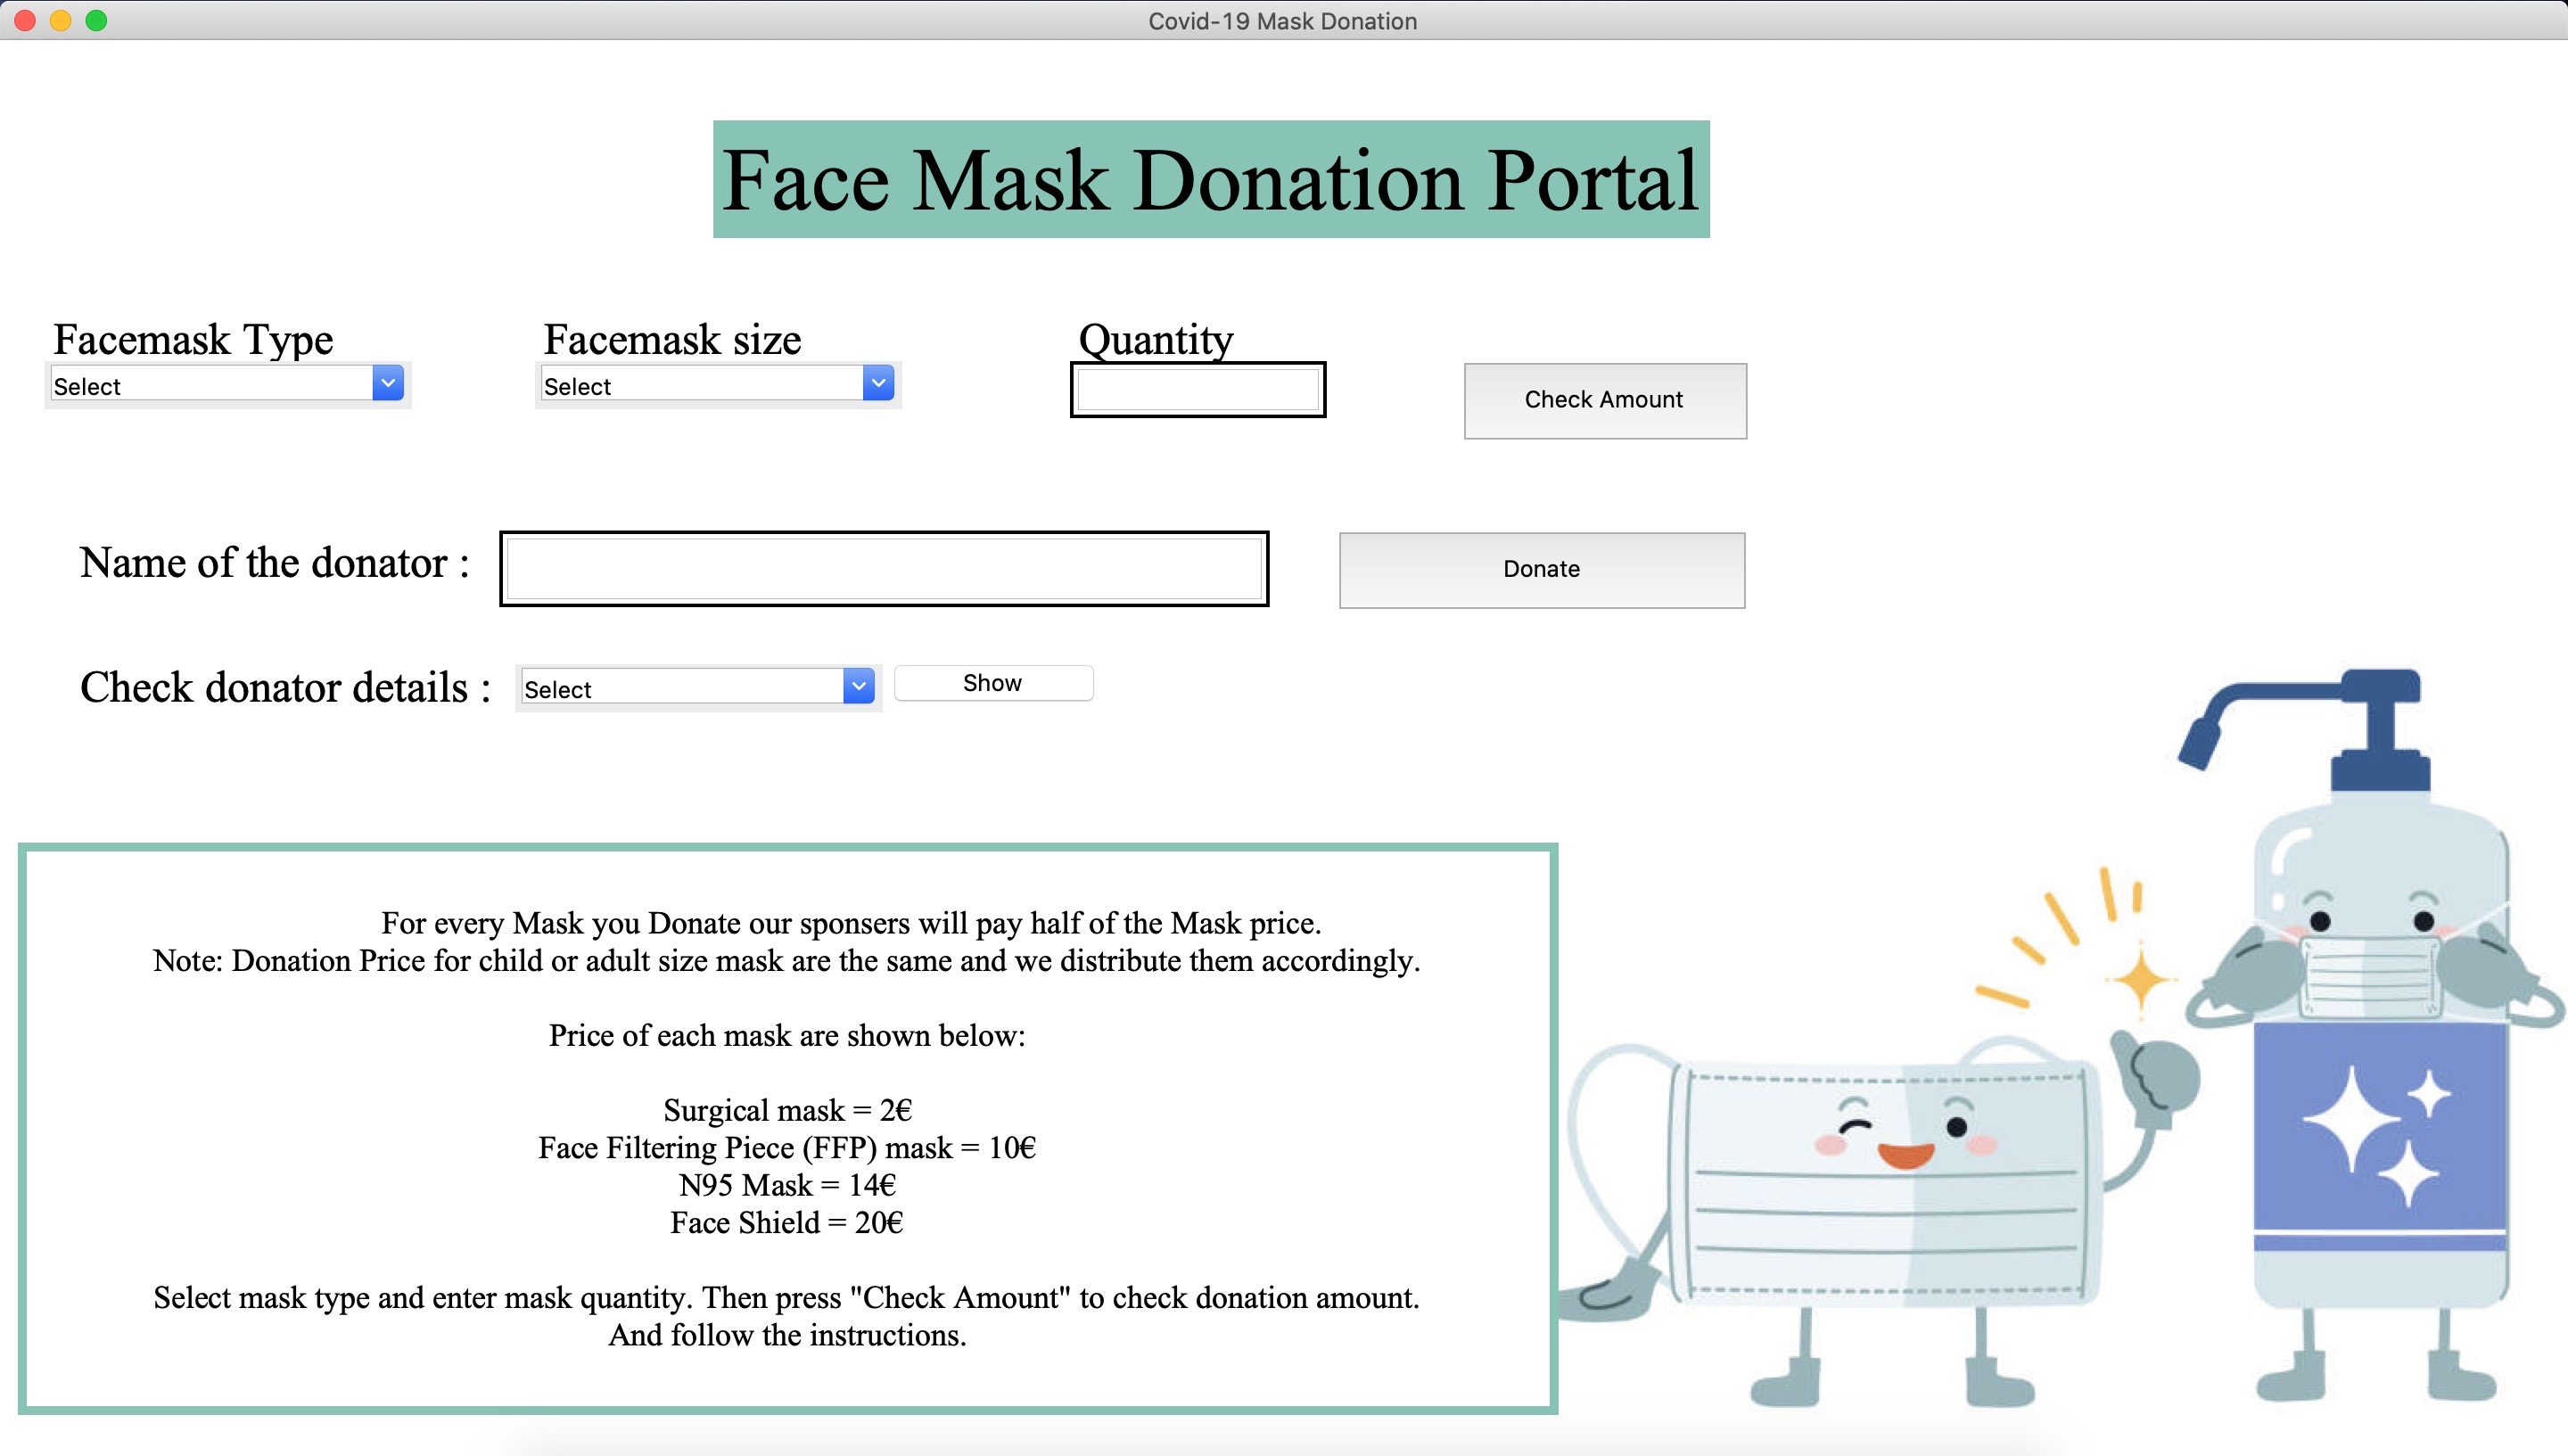 Covid-19 Mask Donation
Face Mask Donation Portal
Facemask Type
Facemask size
Quantity
Select
Select
Check Amount
Name of the donator :
Donate
Check donator details :
Select
Show
For every Mask you Donate our sponsers will pay half of the Mask price.
Note: Donation Price for child or adult size mask are the same and we distribute them accordingly.
Price of each mask are shown below:
Surgical mask = 2€
Face Filtering Piece (FFP) mask = 10€
N95 Mask = 14€
Face Shield = 20€
Select mask type and enter mask quantity. Then press "Check Amount" to check donation amount.
And follow the instructions.